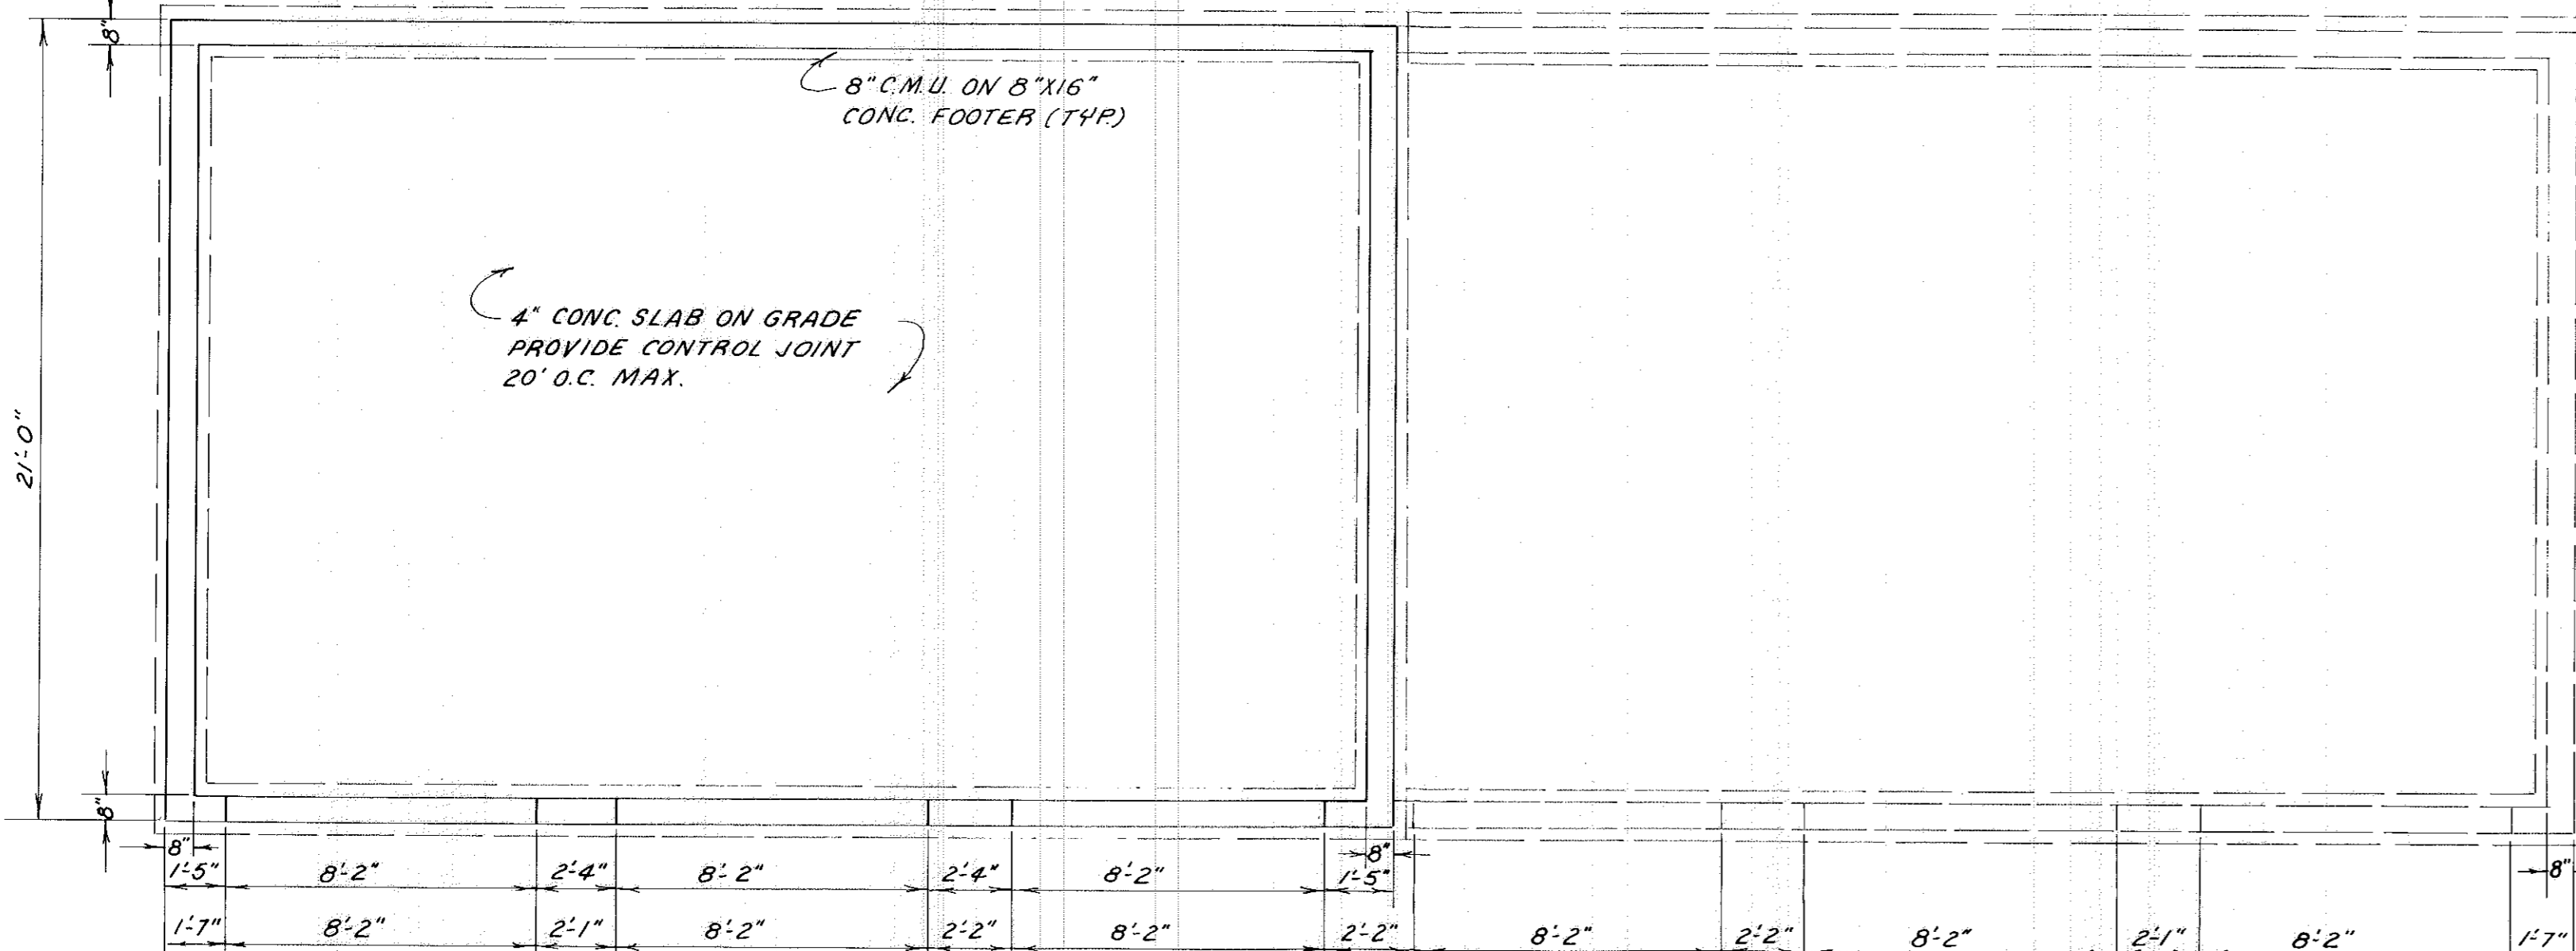 8"
8" C.M.U. ON 8"X16"
CONC. FOOTER (TYP.)
4" CONC. SLAB ON GRADE
PROVIDE CONTROL JOINT
20' O.C. MAX.
21'-0"
8"
8" 8" 8"
1'-5" 8'-2" 2'-4" 8'-2" 2'-4" 8'-2" 1'-5"
1'-7" 8'-2" 2'-1" 8'-2" 2'-2" 8'-2" 2'-2" 8'-2" 2'-2" 8'-2" 2'-1" 8'-2" 1'-7"